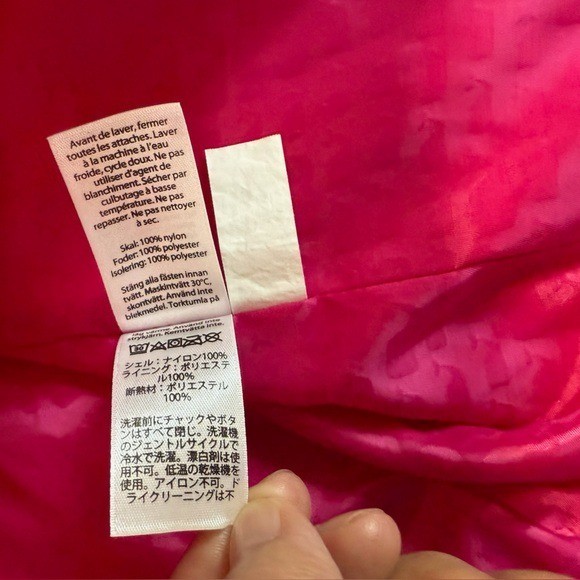 Avant de laver, fermer
toutes les attaches. Laver
à la machine à l'eau
froide, cycle doux. Ne pas
utiliser d'agent de
blanchiment. Sécher par
culbutage à basse
température. Ne pas
repasser. Ne pas nettoyer
à sec.
Skal: 100% nylon
Foder: 100% polyester
Isolering: 100% polyester
Stäng alla fästen innan
tvätt. Maskintvätt 30°C,
skontvätt. Använd inte
blekmedel. Torktumla på
låg värme. Använd inte
strykjärn. Kemtvätta inte.
シェル：ナイロン100%
ライニング：ポリエステ
ル100%
断熱材：ポリエステル
100%
洗濯前にチャックやボタ
ンはすべて閉じ。洗濯機
のジェントルサイクルで
冷水で洗濯。漂白剤は使
用不可。低温の乾燥機を
使用。アイロン不可。ド
ライクリーニングは不